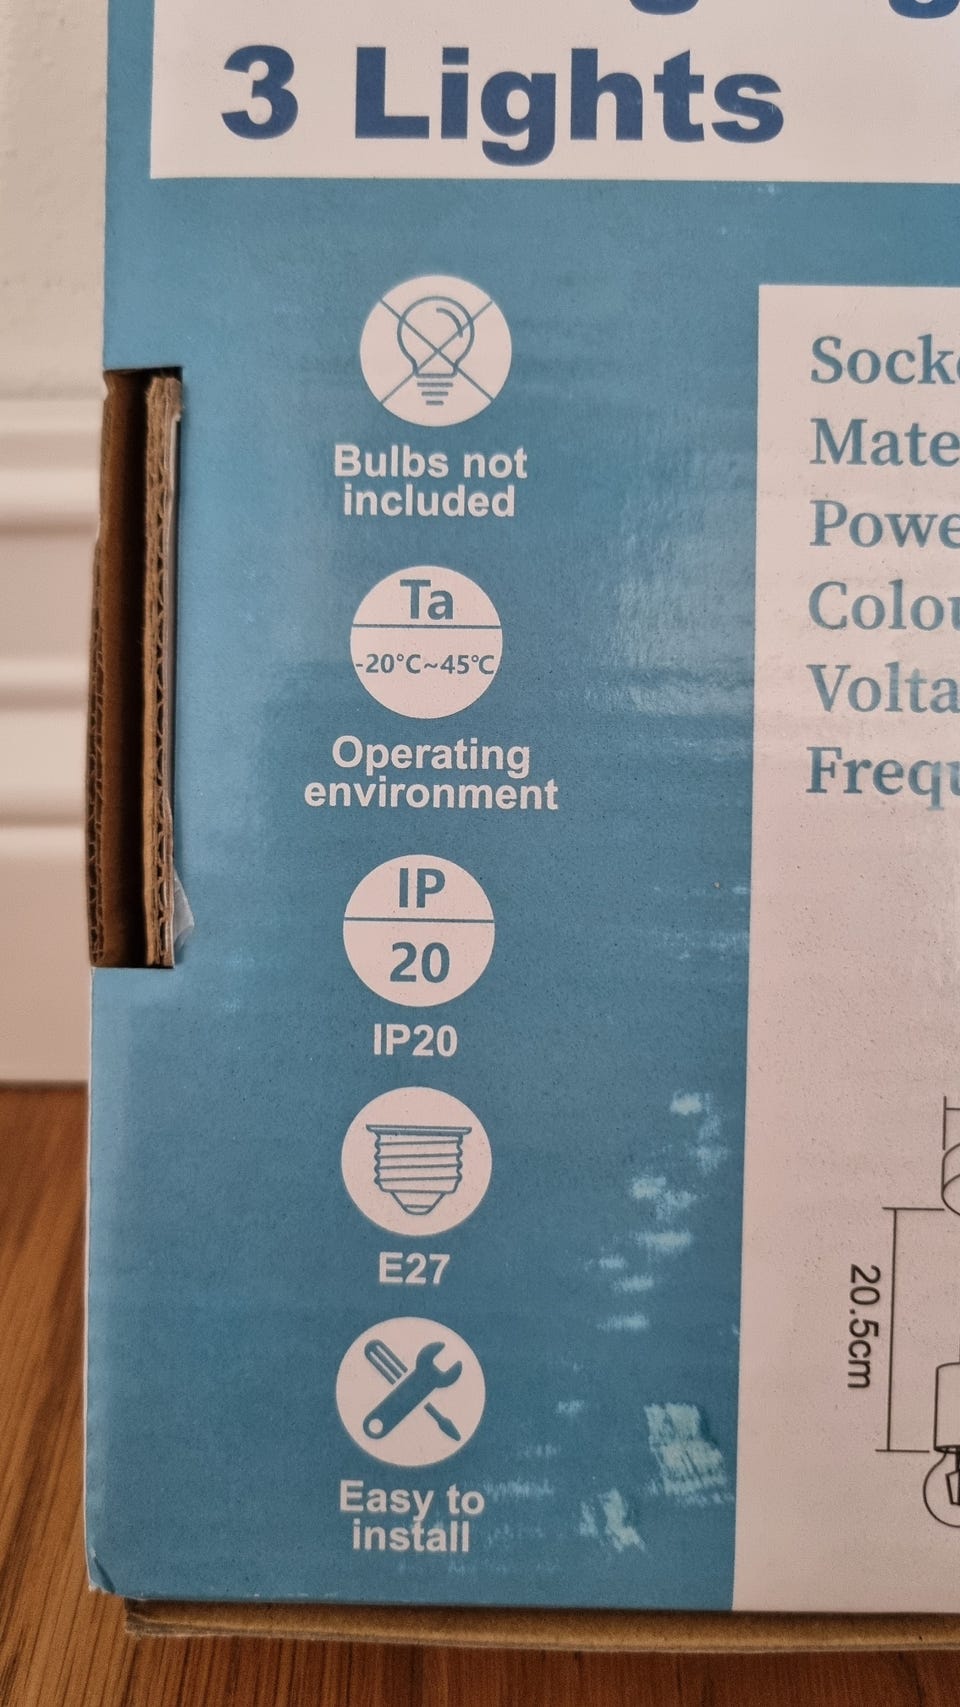 3 Lights
Bulbs not
included
Ta
-20°C~45°C
Operating
environment
IP
20
IP20
E27
Easy to
install
20.5cm